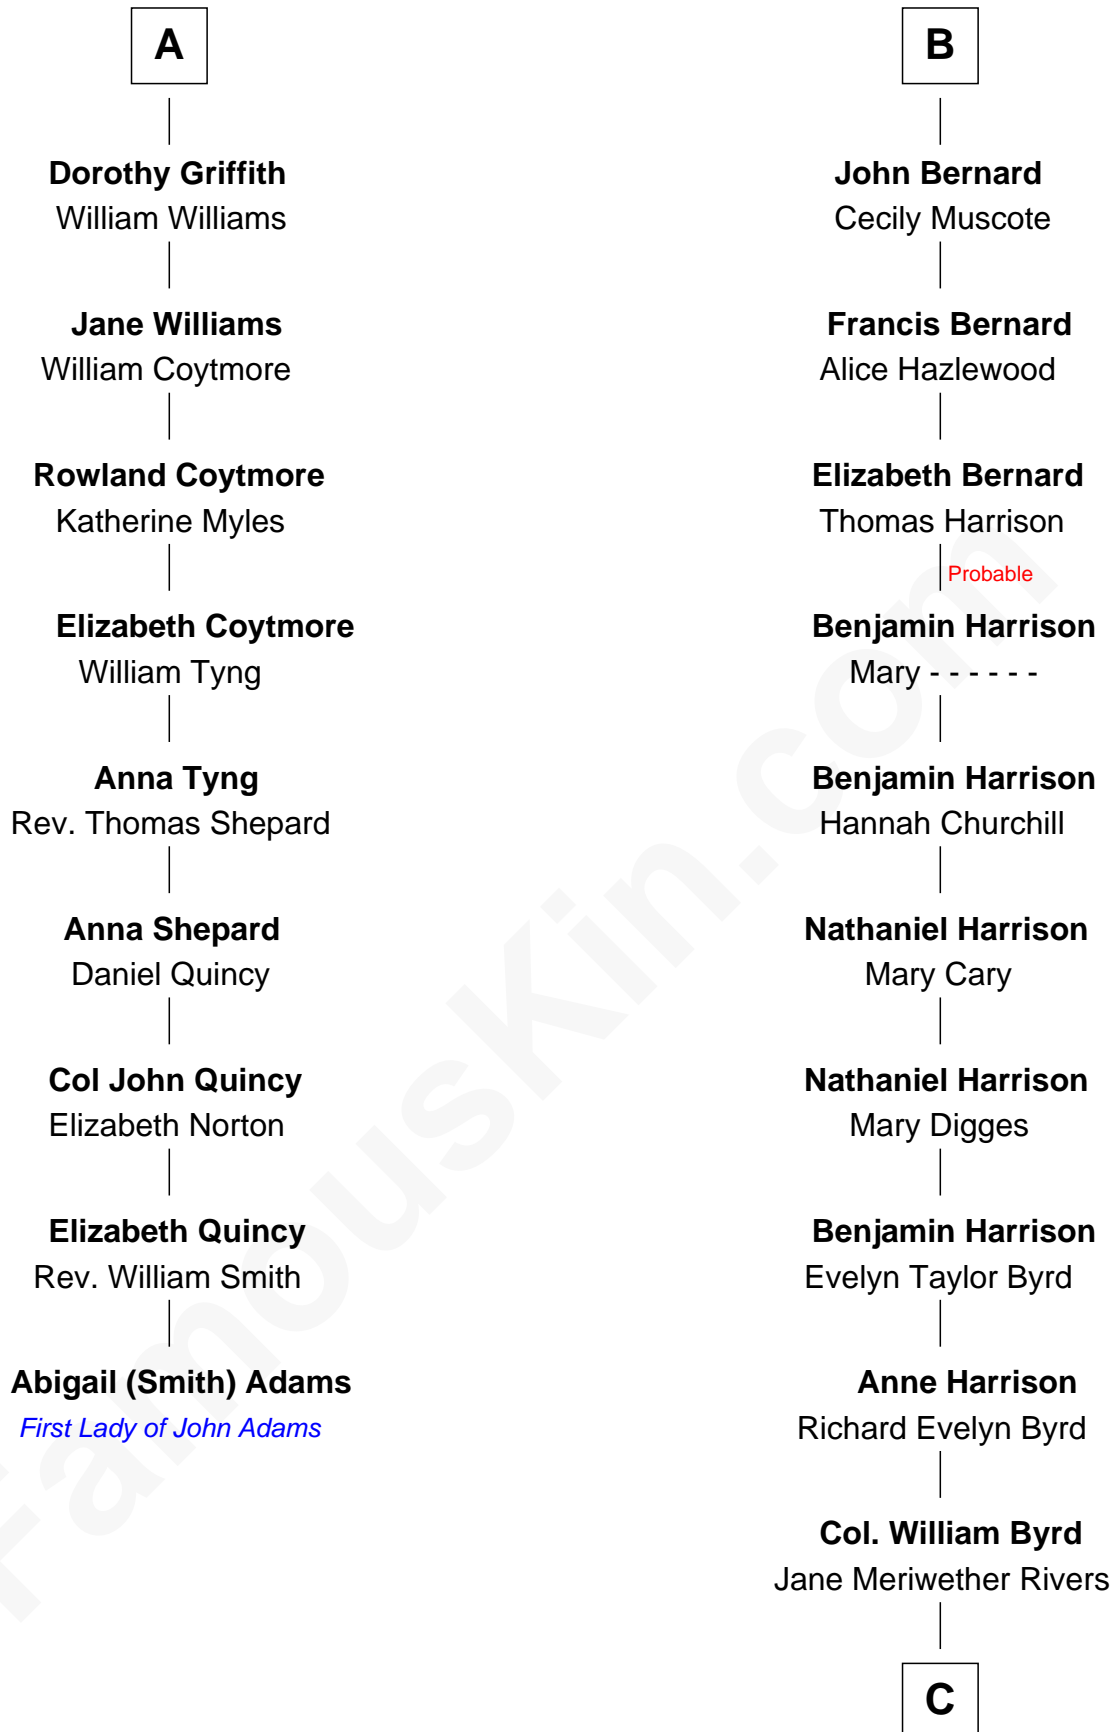 A
Dorothy Griffith
William Williams
Jane Williams
William Coytmore
Rowland Coytmore
Katherine Myles
Elizabeth Coytmore
William Tyng
Anna Tyng
Rev. Thomas Shepard
Anna Shepard
Daniel Quincy
Col John Quincy
Elizabeth Norton
Elizabeth Quincy
Rev. William Smith
Abigail (Smith) Adams
First Lady of John Adams
B
John Bernard
Cecily Muscote
Francis Bernard
Alice Hazlewood
Elizabeth Bernard
Thomas Harrison
Probable
Benjamin Harrison
Mary - - - - - -
Benjamin Harrison
Hannah Churchill
Nathaniel Harrison
Mary Cary
Nathaniel Harrison
Mary Digges
Benjamin Harrison
Evelyn Taylor Byrd
Anne Harrison
Richard Evelyn Byrd
Col. William Byrd
Jane Meriwether Rivers
C
FamousKin.com